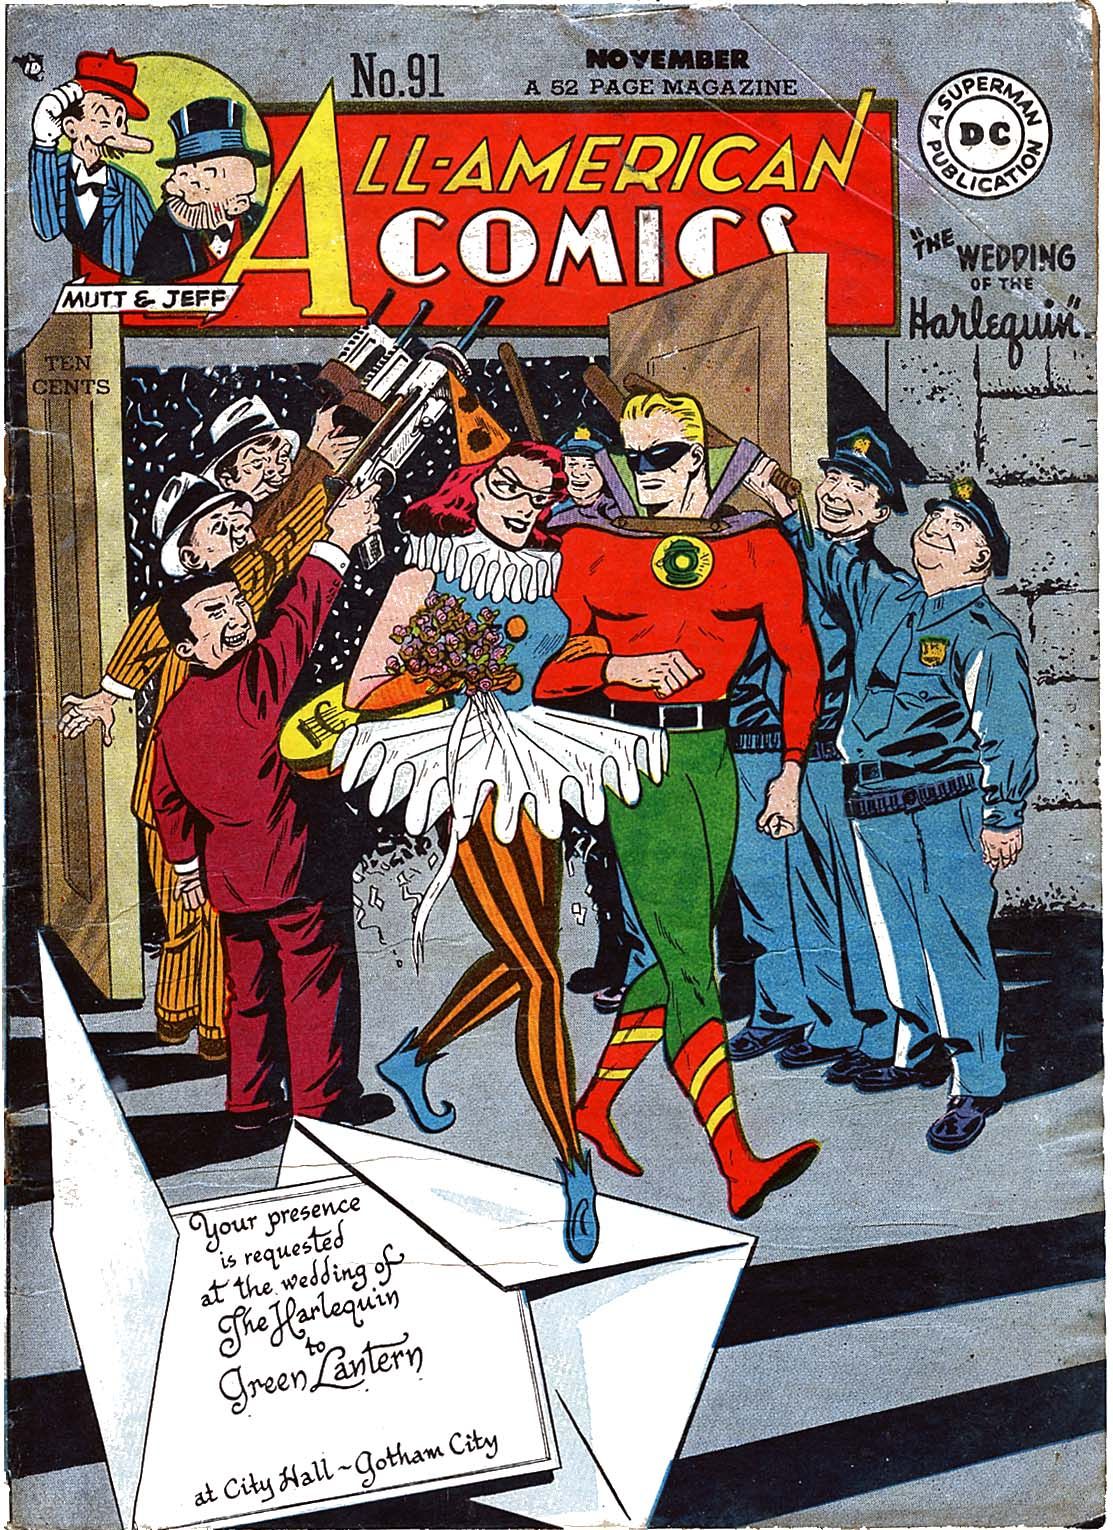 No.91
NOVEMBER
A 52 PAGE MAGAZINE
ALL-AMERICAN
COMICS
A SUPERMAN
DC
PUBLICATION
MUTT & JEFF
"THE WEDDING
OF THE
Harlequin".
TEN
CENTS
Your presence
is requested
at the wedding of
The Harlequin
to
Green Lantern
at City Hall ~ Gotham City